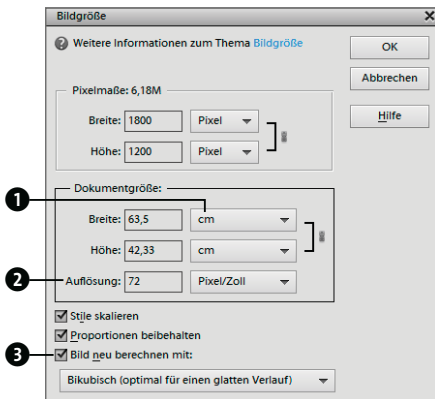 Bildgröße X
Weitere Informationen zum Thema Bildgröße
OK
Abbrechen
Hilfe
Pixelmaße: 6,18M
Breite: 1800 Pixel
Höhe: 1200 Pixel
Dokumentgröße:
1
Breite: 63,5 cm
Höhe: 42,33 cm
2 Auflösung: 72 Pixel/Zoll
Stile skalieren
Proportionen beibehalten
3 Bild neu berechnen mit:
Bikubisch (optimal für einen glatten Verlauf)